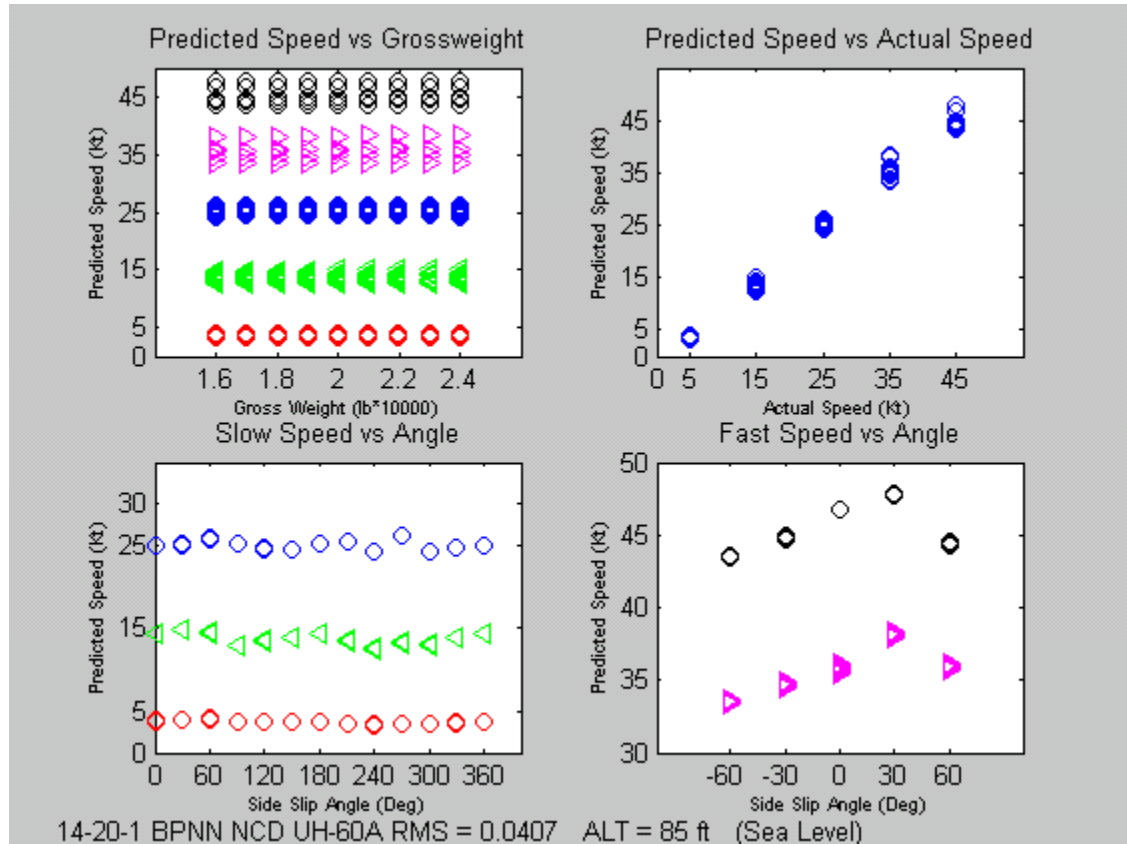 Predicted Speed vs Grossweight
Predicted Speed (Kt)
45
35
25
15
5
0
1.6 1.8 2 2.2 2.4
Gross Weight (lb*10000)
Predicted Speed vs Actual Speed
Predicted Speed (Kt)
45
35
25
15
5
0
0 5 15 25 35 45
Actual Speed (Kt)
Slow Speed vs Angle
Predicted Speed (Kt)
30
25
15
5
0
0 60 120 180 240 300 360
Side Slip Angle (Deg)
Fast Speed vs Angle
Predicted Speed (Kt)
50
45
40
35
30
-60 -30 0 30 60
Side Slip Angle (Deg)
14-20-1 BPNN NCD UH-60A RMS = 0.0407 ALT = 85 ft (Sea Level)